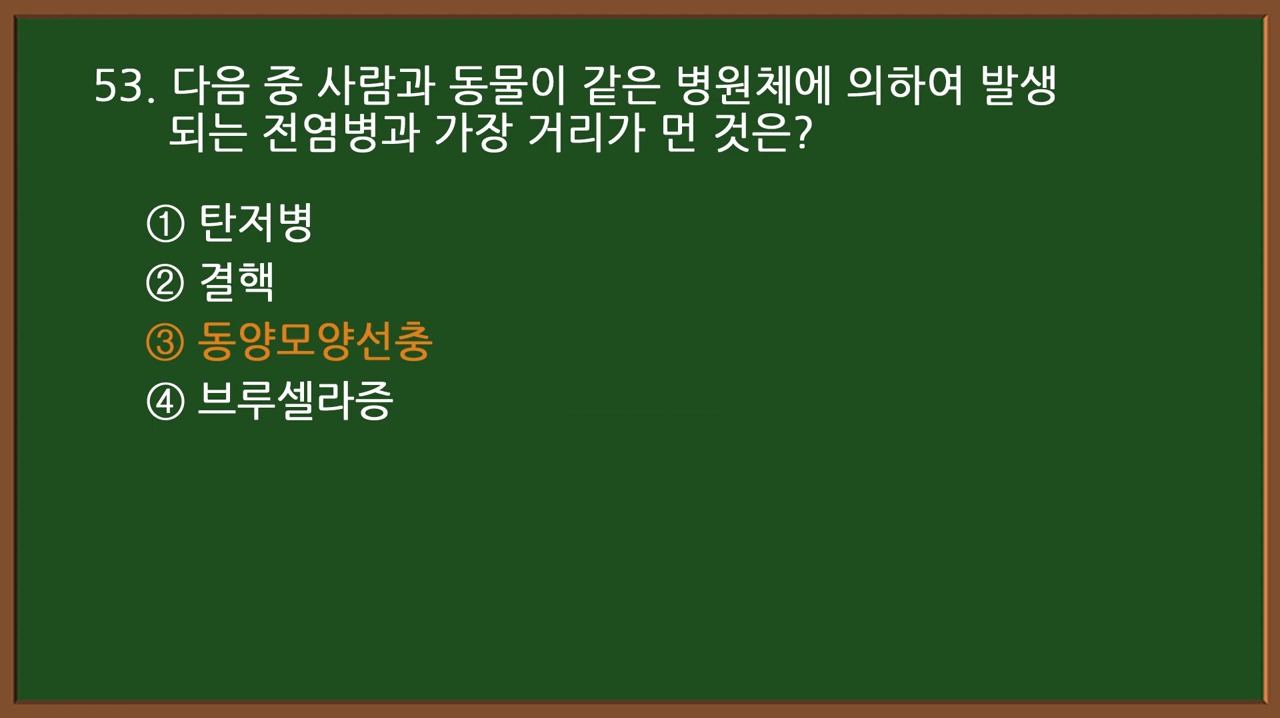 53. 다음 중 사람과 동물이 같은 병원체에 의하여 발생
되는 전염병과 가장 거리가 먼 것은?
① 탄저병
② 결핵
③ 동양모양선충
④ 브루셀라증